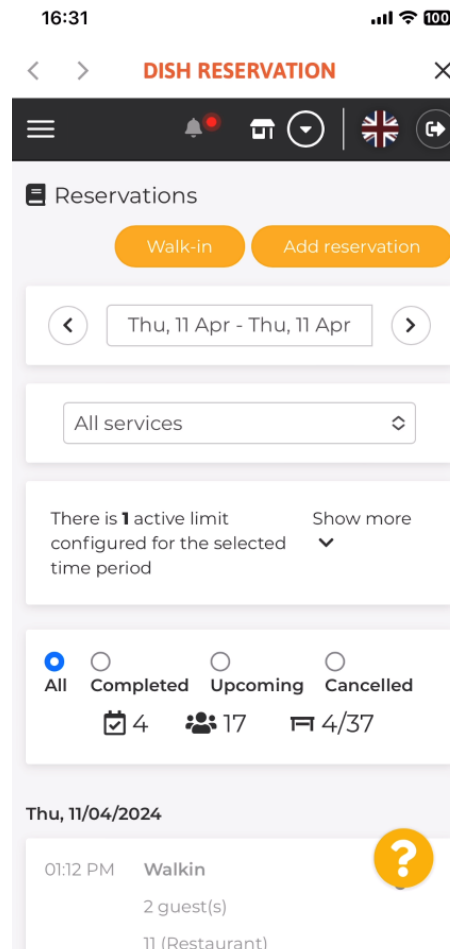 16:31
100
DISH RESERVATION
Reservations
Walk-in
Add reservation
Thu, 11 Apr - Thu, 11 Apr
All services
There is 1 active limit
configured for the selected
time period
Show more
All Completed Upcoming Cancelled
4 17 4/37
Thu, 11/04/2024
01:12 PM Walkin
2 guest(s)
11 (Restaurant)
?